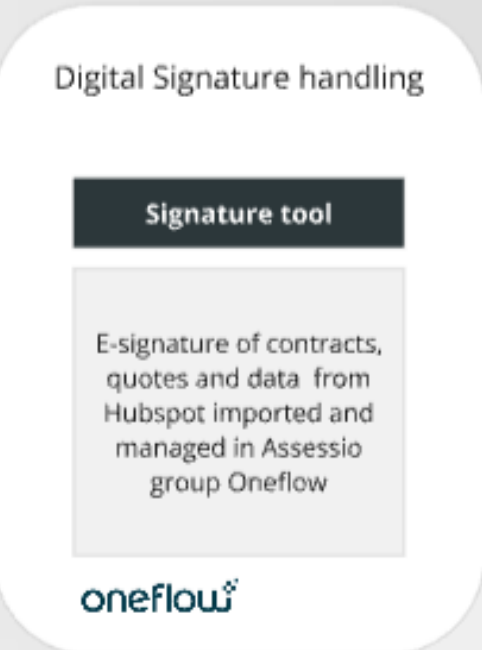 Digital Signature handling
Signature tool
E-signature of contracts,
quotes and data from
Hubspot imported and
managed in Assessio
group Oneflow
oneflow